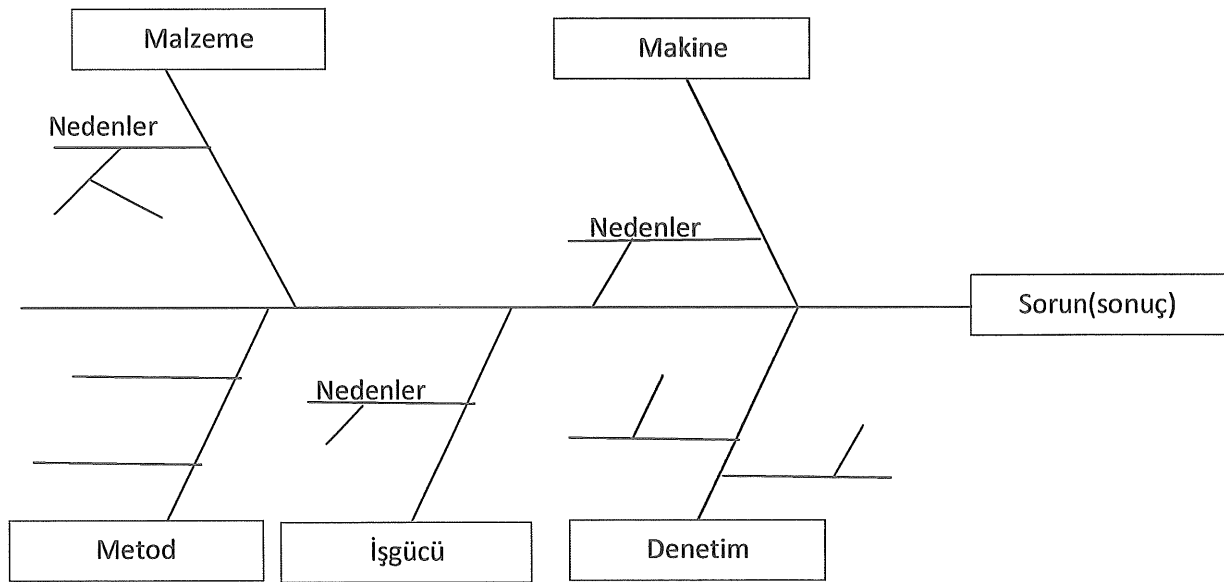 Malzeme
Makine
Nedenler
Nedenler
Sorun(sonuç)
Nedenler
Metod
İşgücü
Denetim